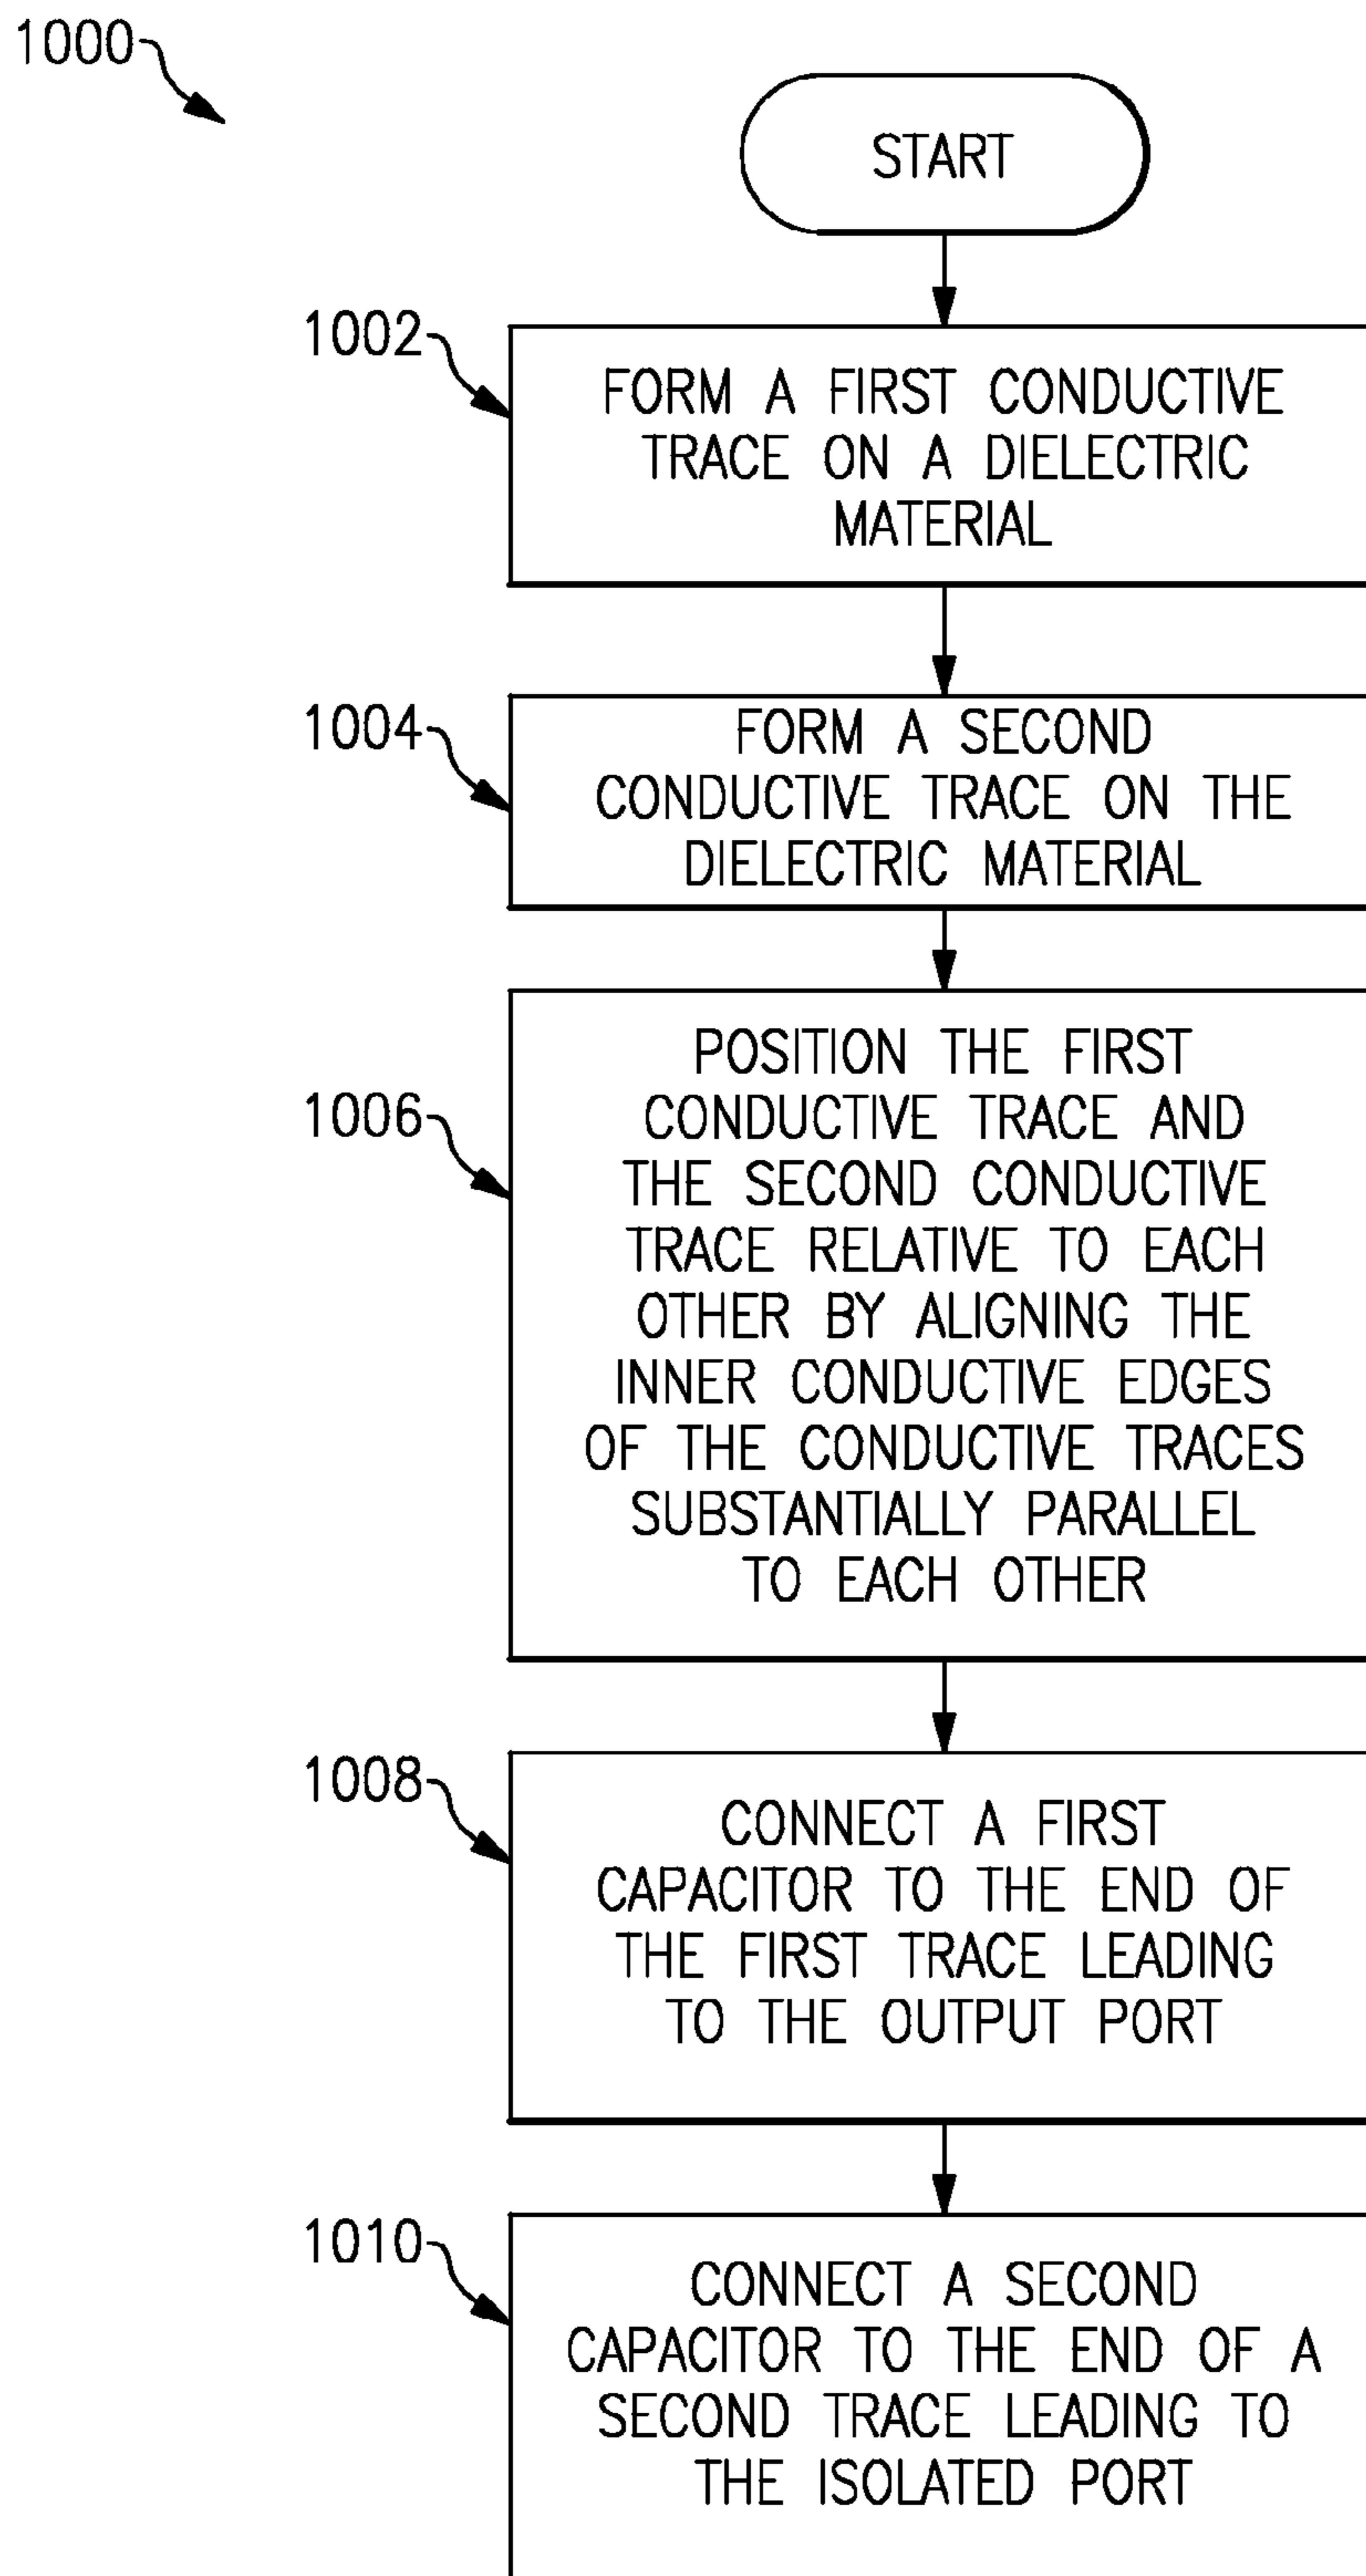 1000
START
1002
FORM A FIRST CONDUCTIVE
TRACE ON A DIELECTRIC
MATERIAL
1004
FORM A SECOND
CONDUCTIVE TRACE ON THE
DIELECTRIC MATERIAL
1006
POSITION THE FIRST
CONDUCTIVE TRACE AND
THE SECOND CONDUCTIVE
TRACE RELATIVE TO EACH
OTHER BY ALIGNING THE
INNER CONDUCTIVE EDGES
OF THE CONDUCTIVE TRACES
SUBSTANTIALLY PARALLEL
TO EACH OTHER
1008
CONNECT A FIRST
CAPACITOR TO THE END OF
THE FIRST TRACE LEADING
TO THE OUTPUT PORT
1010
CONNECT A SECOND
CAPACITOR TO THE END OF A
SECOND TRACE LEADING TO
THE ISOLATED PORT